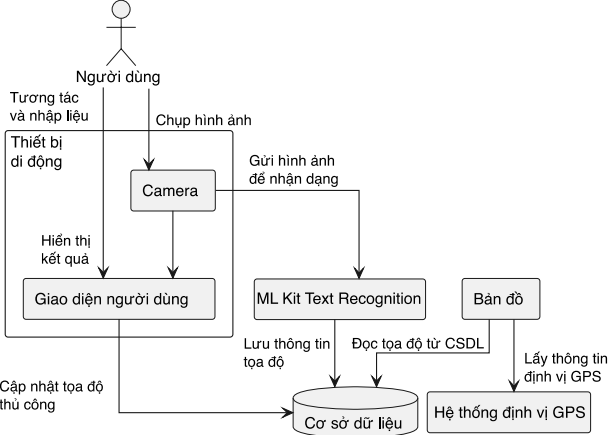 Người dùng
Tương tác
và nhập liệu
Chụp hình ảnh
Thiết bị
di động
Camera
Gửi hình ảnh
để nhận dạng
Hiển thị
kết quả
Giao diện người dùng
ML Kit Text Recognition
Bản đồ
Lưu thông tin
tọa độ
Đọc tọa độ từ CSDL
Lấy thông tin
định vị GPS
Cập nhật tọa độ
thủ công
Cơ sở dữ liệu
Hệ thống định vị GPS